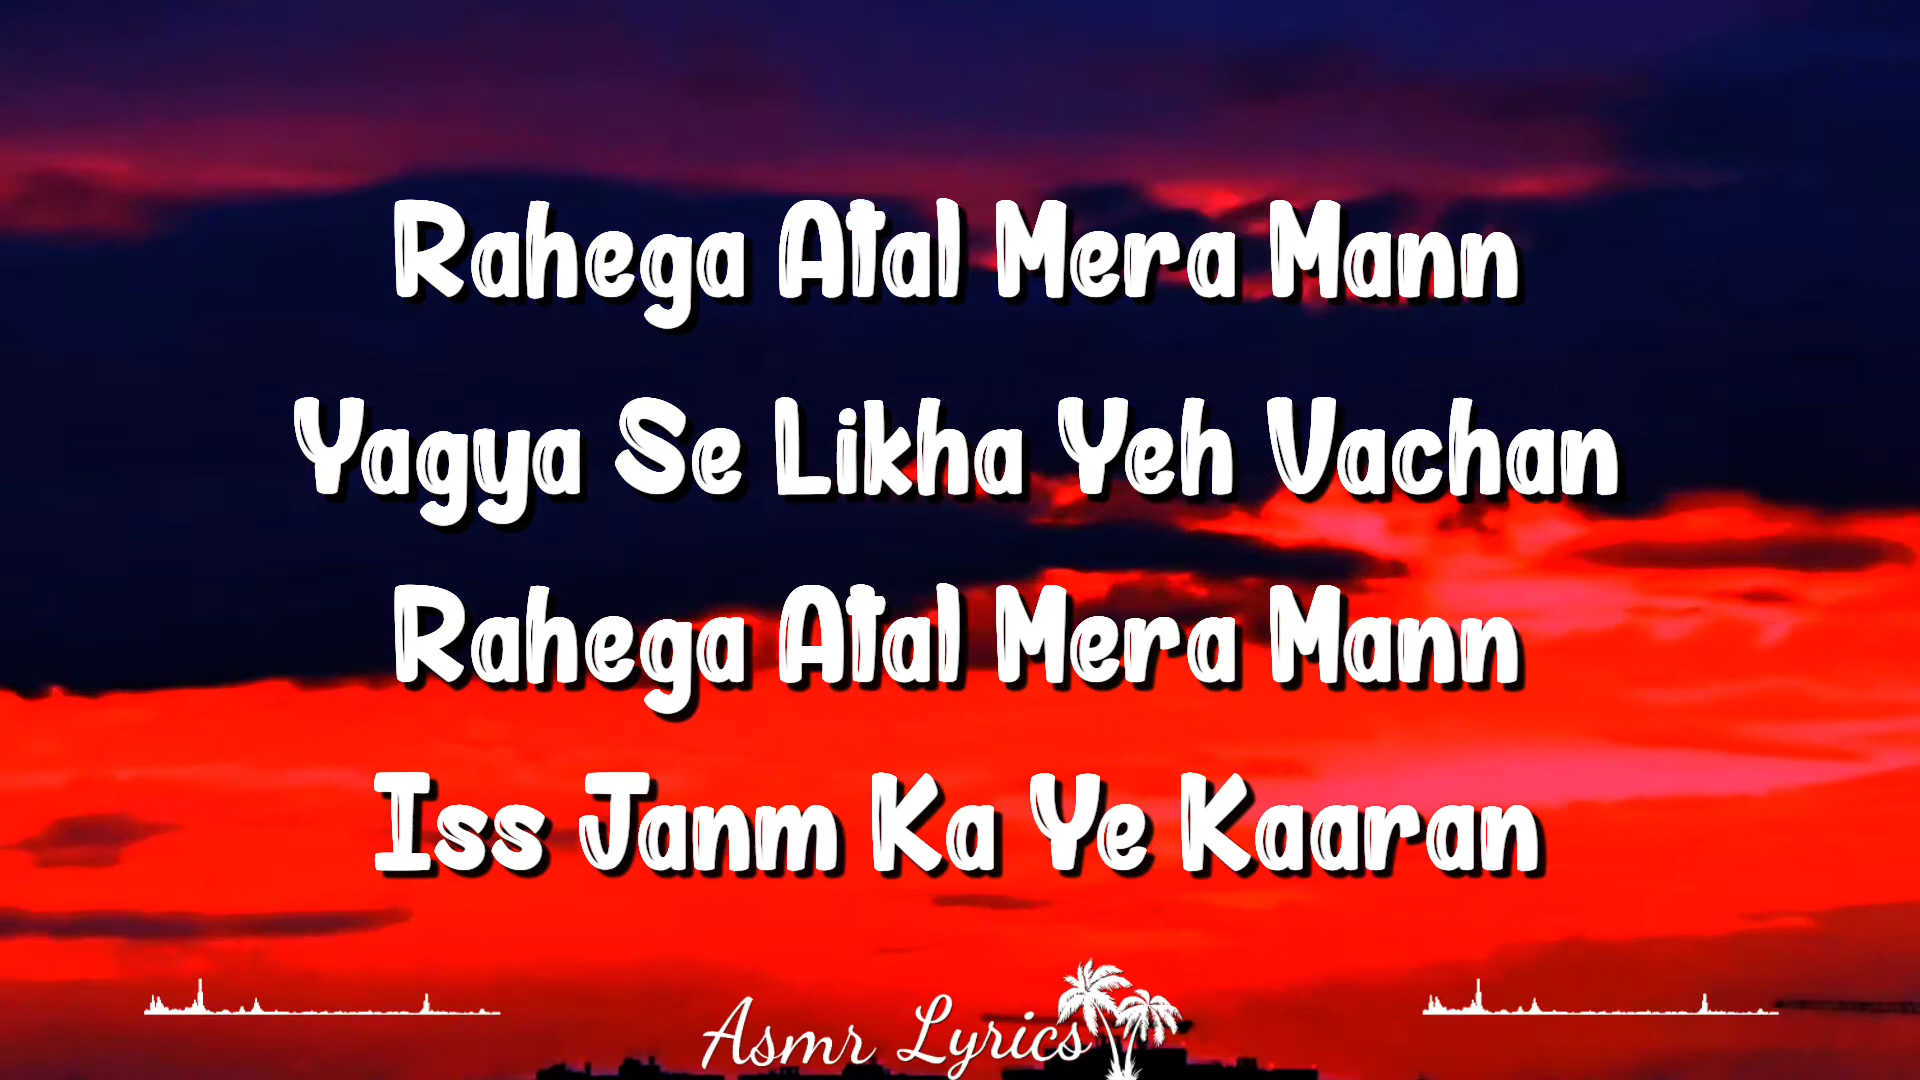 Rahega Atal Mera Mann
Yagya Se Likha Yeh Vachan
Rahega Atal Mera Mann
Iss Janm Ka Ye Kaaran
Asmr Lyrics